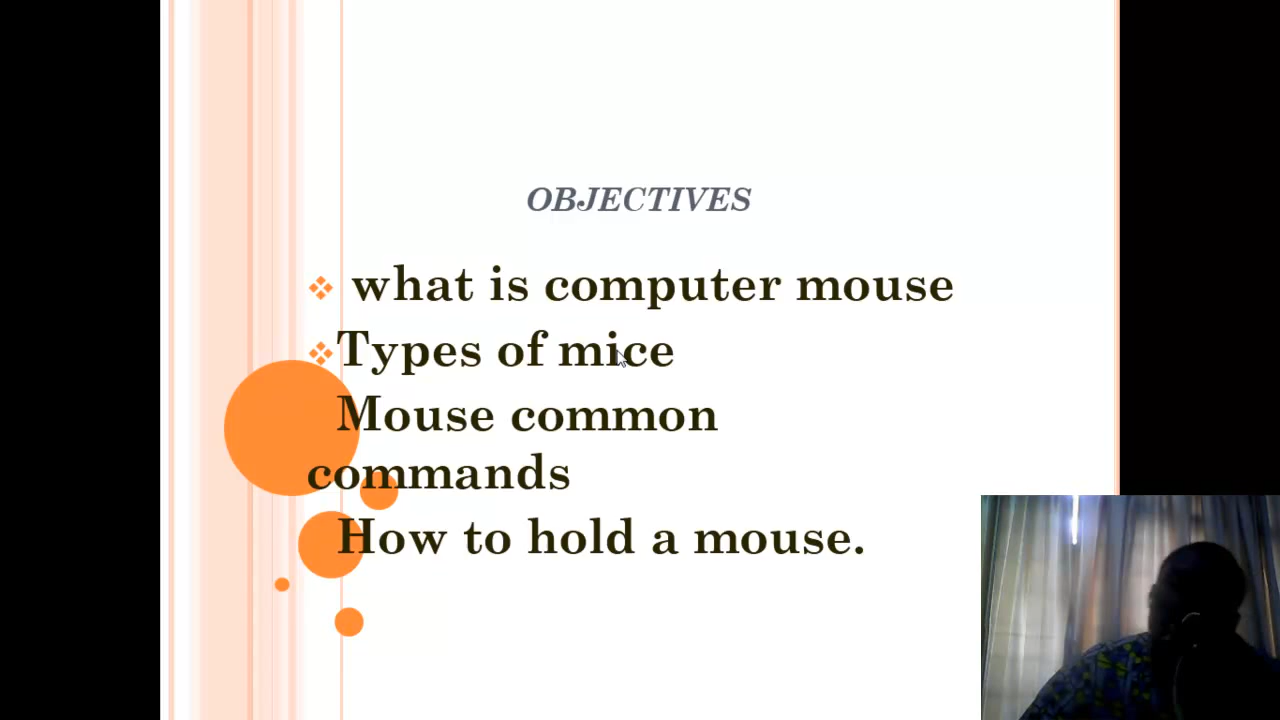 OBJECTIVES
what is computer mouse
Types of mice
Mouse common
commands
How to hold a mouse.